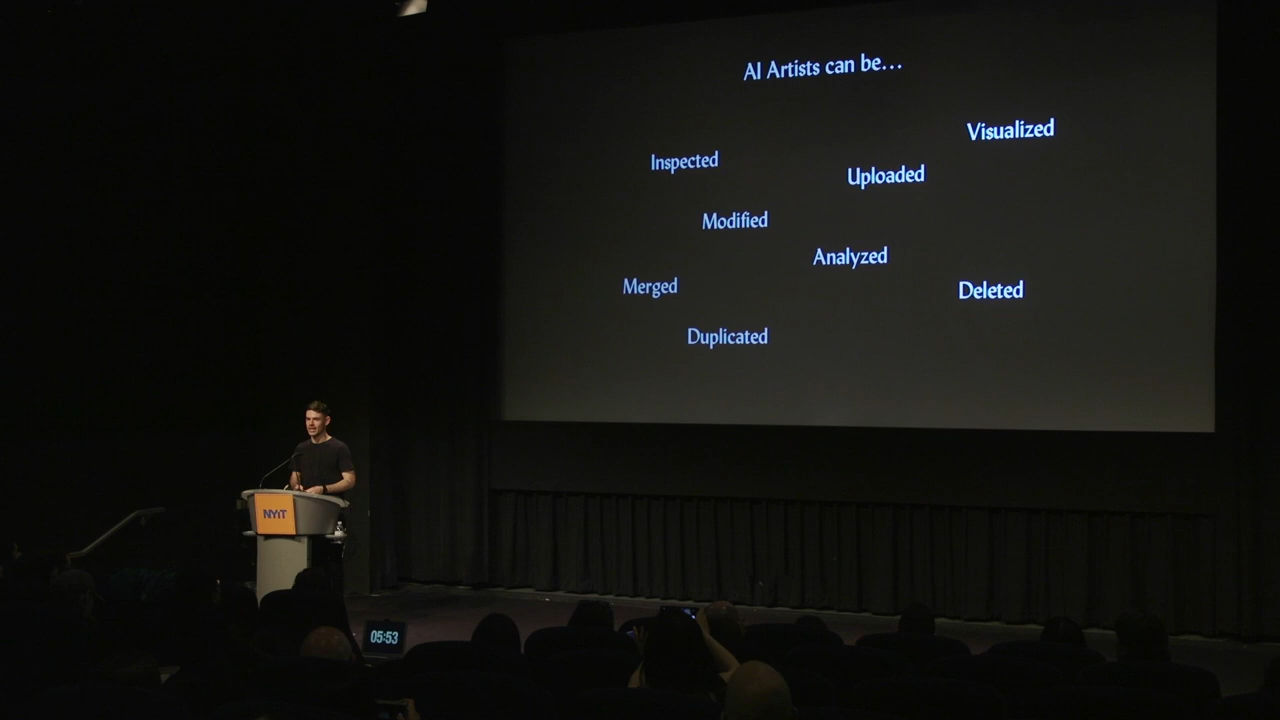 AI Artists can be...
Visualized
Inspected
Uploaded
Modified
Analyzed
Merged
Deleted
Duplicated
NYiT
05:53